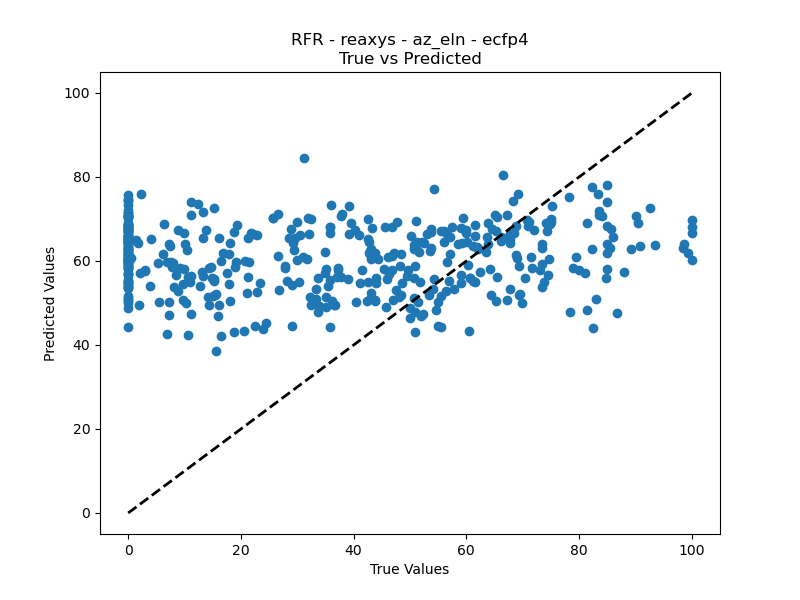 RFR - reaxys - az_eln - ecfp4
True vs Predicted
100
80
60
40
20
0
Predicted Values
0 20 40 60 80 100
True Values